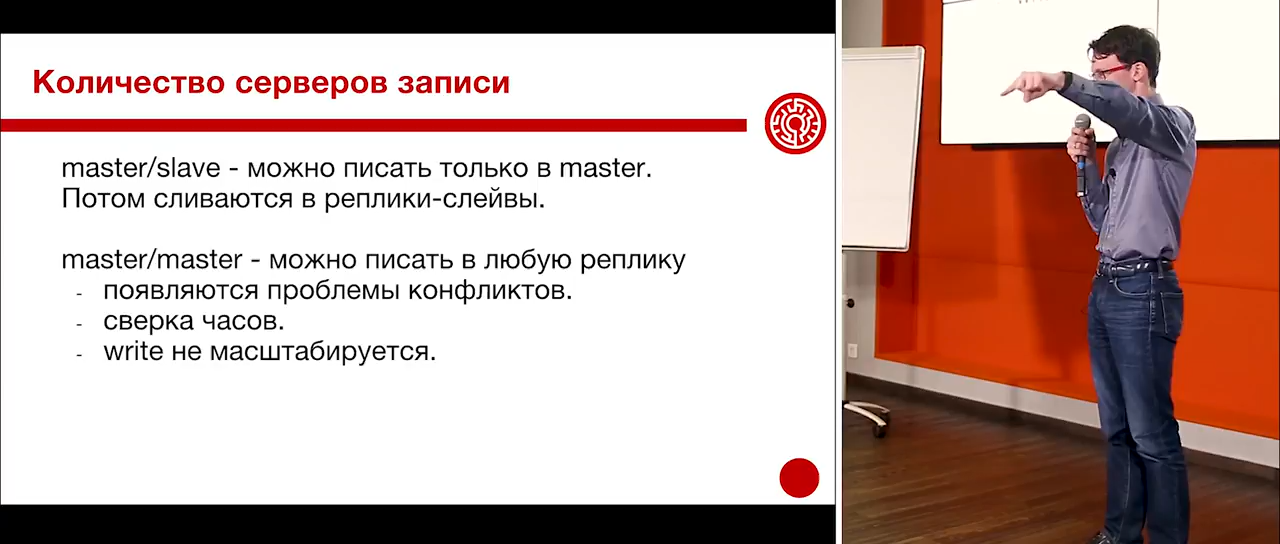 Количество серверов записи
master/slave - можно писать только в master.
Потом сливаются в реплики-слейвы.
master/master - можно писать в любую реплику
- появляются проблемы конфликтов.
- сверка часов.
- write не масштабируется.